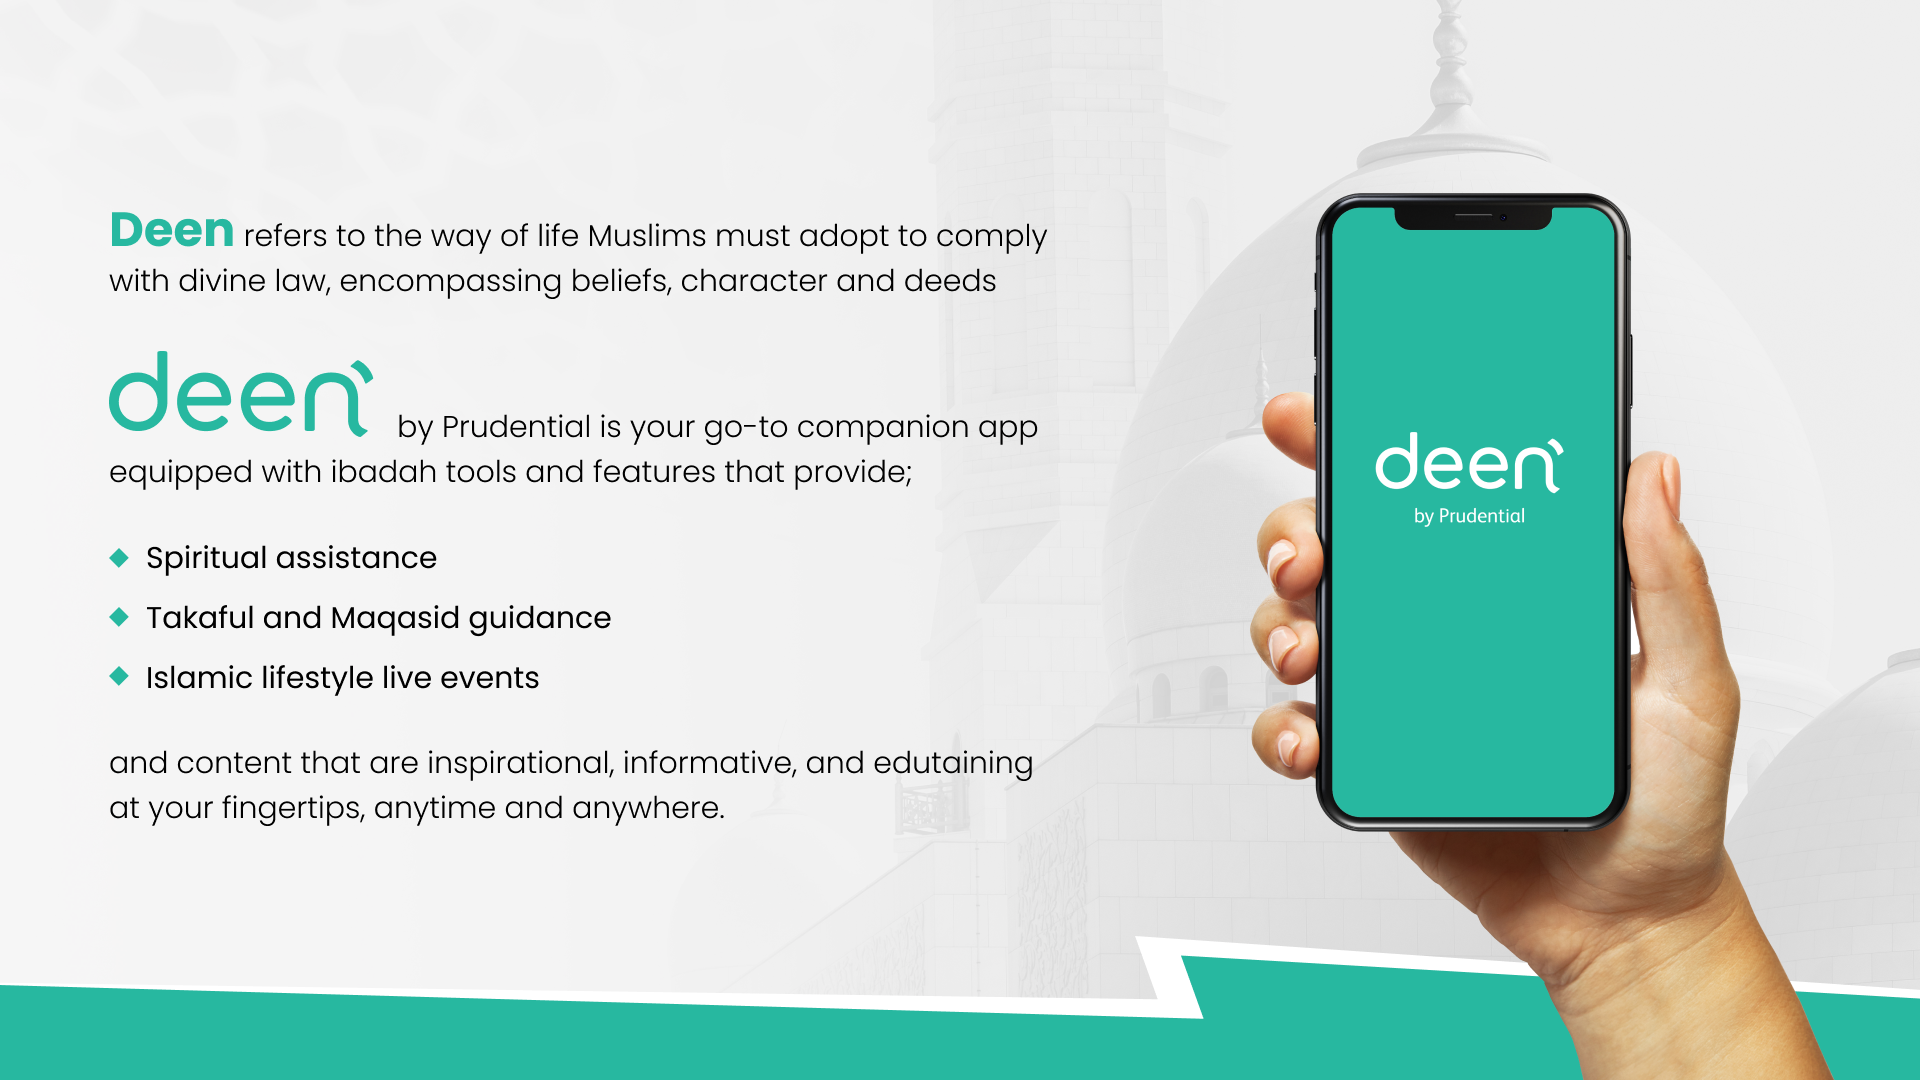 Deen refers to the way of life Muslims must adopt to comply
with divine law, encompassing beliefs, character and deeds
deen by Prudential is your go-to companion app
equipped with ibadah tools and features that provide;
Spiritual assistance
Takaful and Maqasid guidance
Islamic lifestyle live events
and content that are inspirational, informative, and edutaining
at your fingertips, anytime and anywhere.
deen
by Prudential